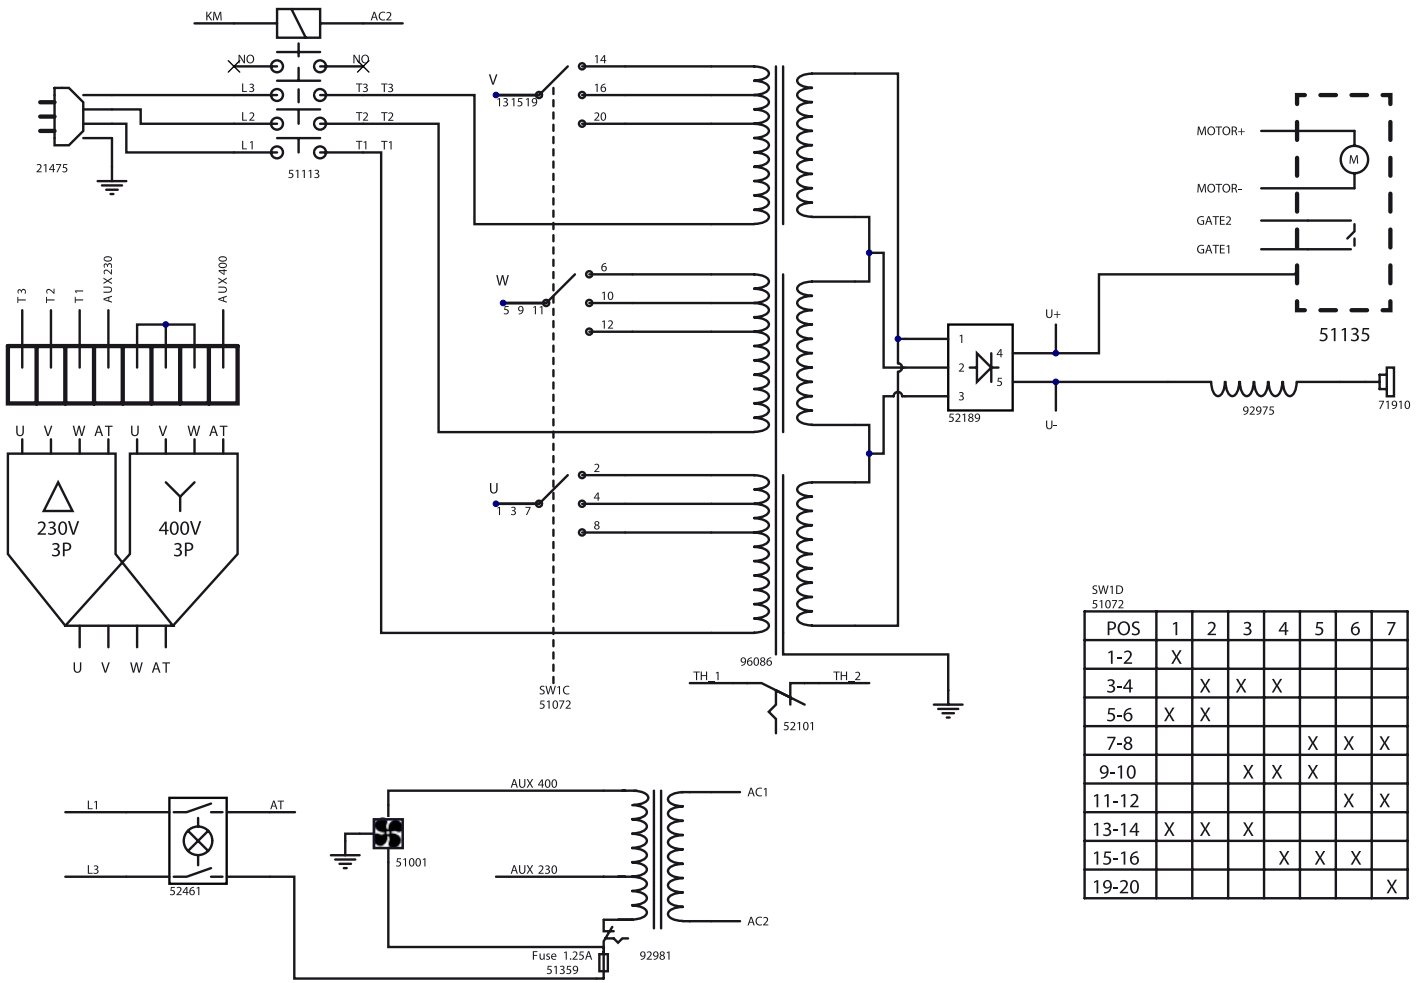 KM
AC2
NO
NO
L3
T3 T3
L2
T2 T2
L1
T1 T1
21475
51113
V
13 15 19
14
16
20
W
5 9 11
6
10
12
U
1 3 7
2
4
8
SW1C
51072
96086
TH_1
TH_2
52101
1
2
3
4
5
52189
U+
U-
92975
71910
MOTOR+
MOTOR-
GATE2
GATE1
M
51135
T3
T2
T1
AUX 230
AUX 400
U V W AT U V W AT
230V
3P
400V
3P
U V W AT
L1
AT
L3
52461
51001
AUX 400
AUX 230
AC1
AC2
Fuse 1.25A
51359
92981
SW1D
51072
POS 1 2 3 4 5 6 7
1-2 X
3-4 X X X
5-6 X X
7-8 X X X
9-10 X X X
11-12 X X
13-14 X X X
15-16 X X X
19-20 X